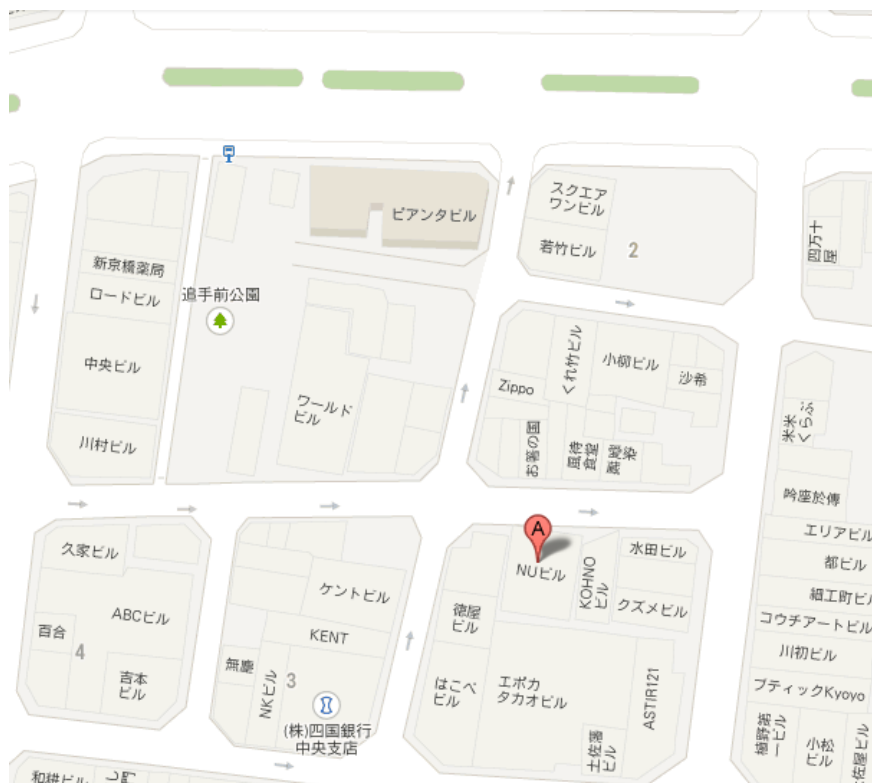 ピアンタビル
スクエア
ワンビル
若竹ビル
2
四万十
屋
新京橋薬局
ロードビル
追手前公園
中央ビル
川村ビル
ワールド
ビル
Zippo
くれ竹ビル
小柳ビル
沙希
お箸の国
風待
食堂
愛染
米米
くらぶ
吟座於傳
エリアビル
都ビル
細工町ビル
コウチアートビル
川初ビル
ブティックKyoyo
小松
ビル
佐屋ビル
久家ビル
ABCビル
百合
4
吉本
ビル
ケントビル
KENT
無塵
NKビル
3
(株)四国銀行
中央支店
A
NUビル
KOHNO
ビル
水田ビル
クズメビル
徳屋
ビル
はこべ
ビル
エポカ
タカオビル
ASTIR121
土佐藩
ビル
和耕ビル